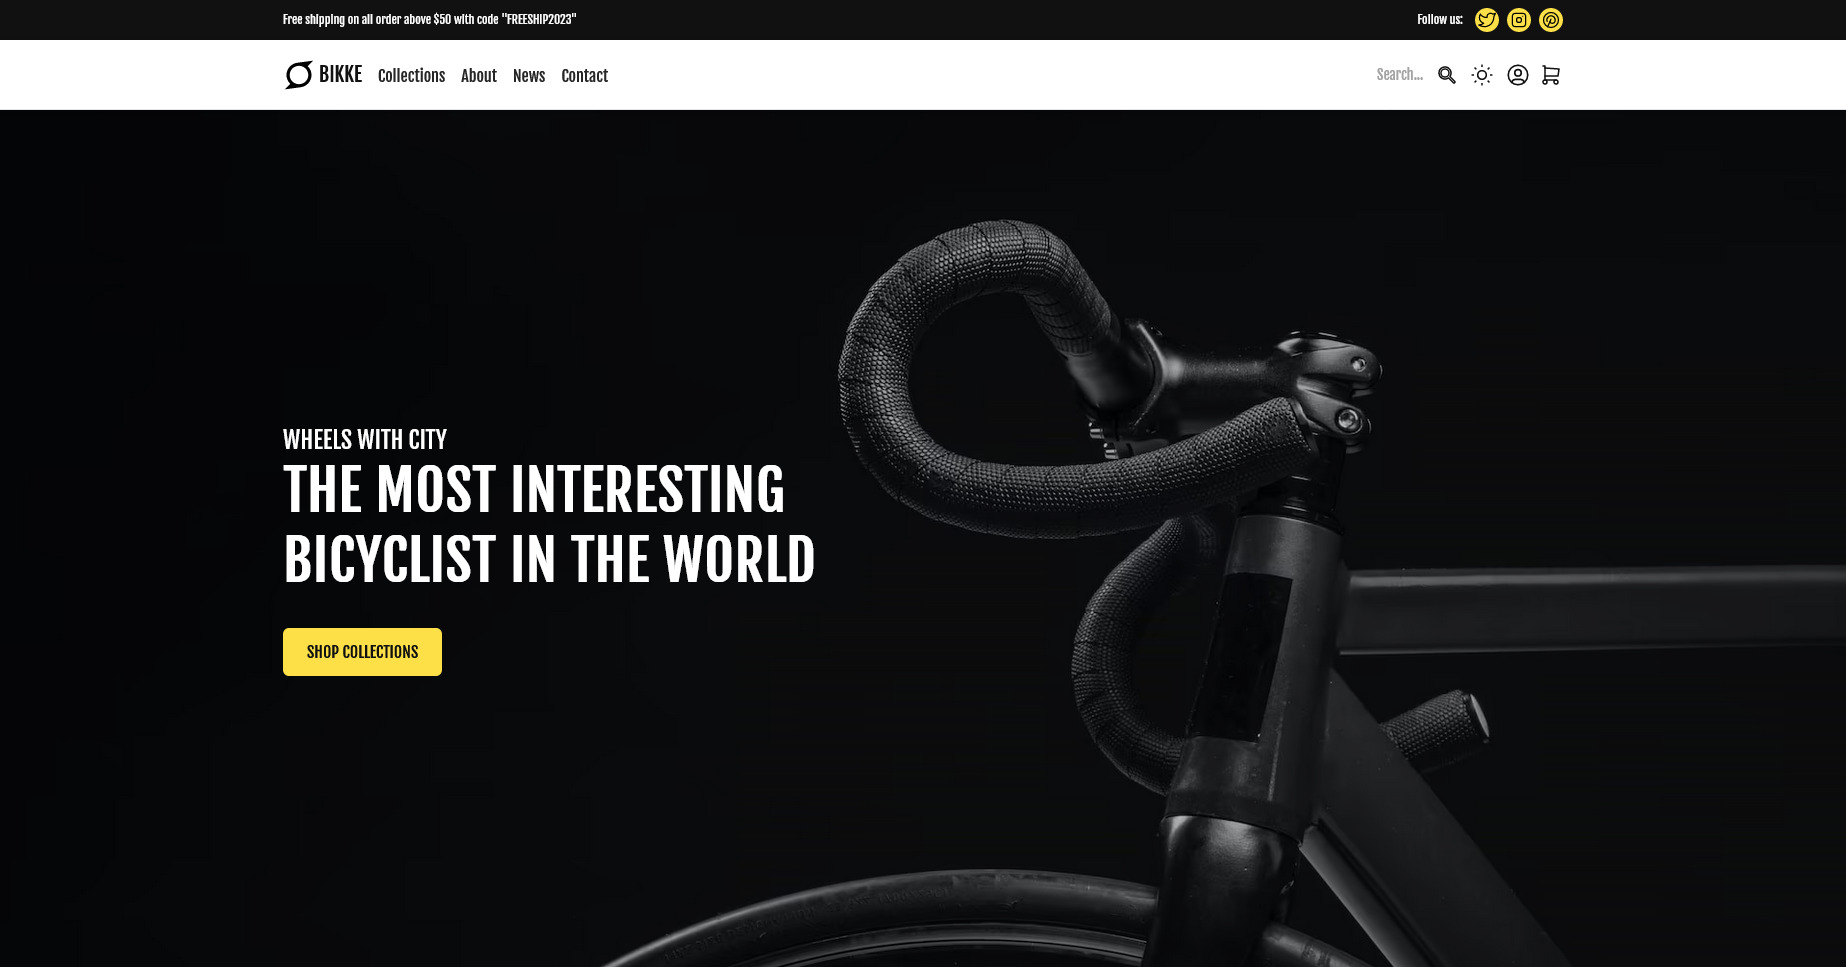 Free shipping on all order above $50 with code "FREESHIP2023"
Follow us:
BIKKE
Collections
About
News
Contact
Search...
WHEELS WITH CITY
THE MOST INTERESTING
BICYCLIST IN THE WORLD
SHOP COLLECTIONS